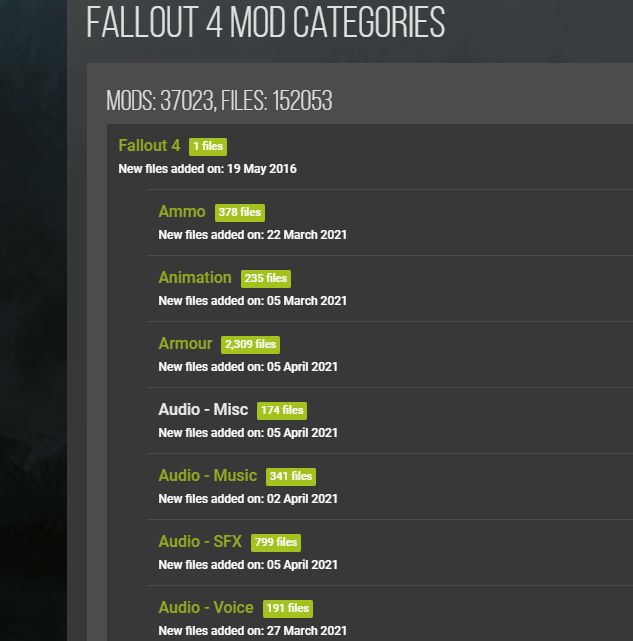 FALLOUT 4 MOD CATEGORIES
MODS: 37023, FILES: 152053
Fallout 4 1 files
New files added on: 19 May 2016
Ammo 378 files
New files added on: 22 March 2021
Animation 235 files
New files added on: 05 March 2021
Armour 2,309 files
New files added on: 05 April 2021
Audio - Misc 174 files
New files added on: 05 April 2021
Audio - Music 341 files
New files added on: 02 April 2021
Audio - SFX 799 files
New files added on: 05 April 2021
Audio - Voice 191 files
New files added on: 27 March 2021